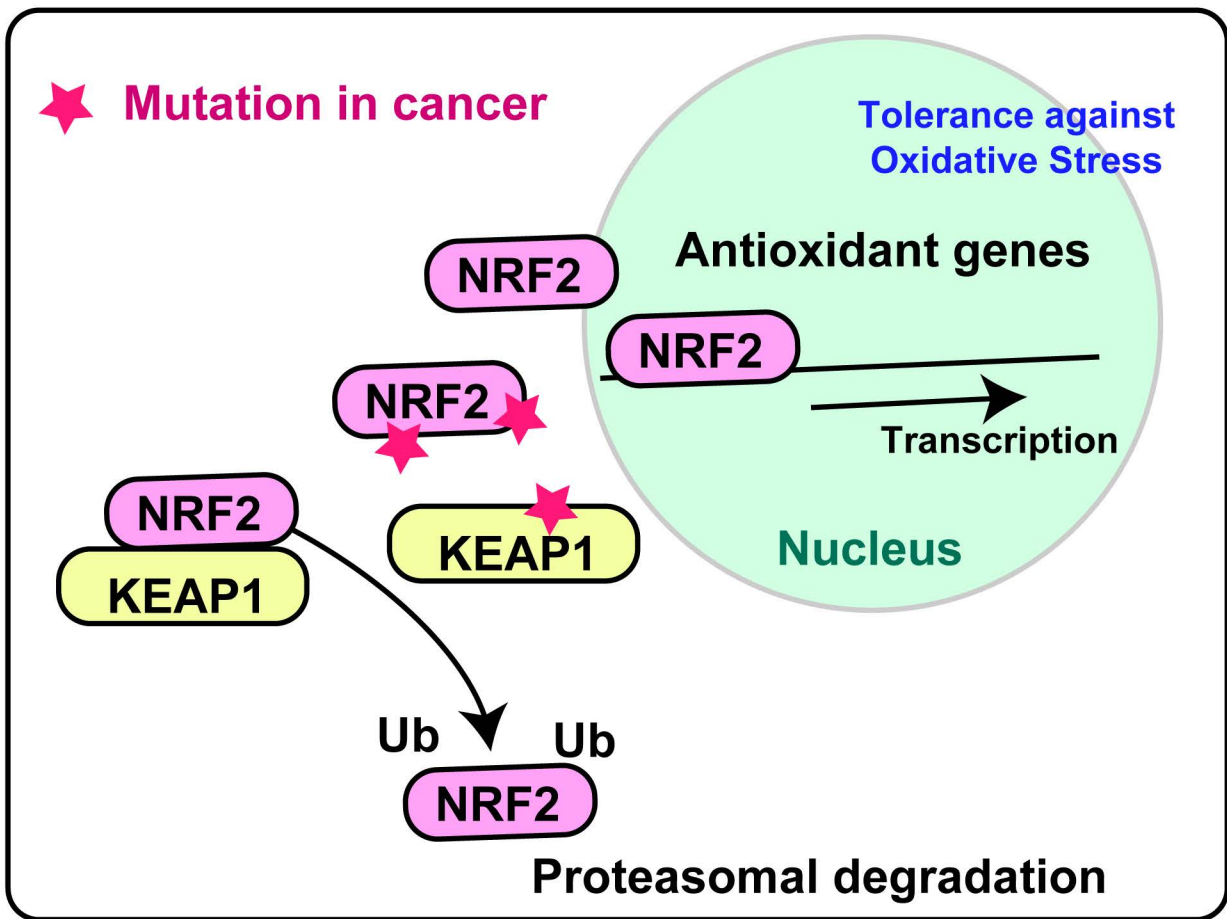 Mutation in cancer
Tolerance against
Oxidative Stress
Antioxidant genes
NRF2
NRF2
NRF2
Transcription
NRF2
KEAP1
KEAP1
Nucleus
Ub
Ub
NRF2
Proteasomal degradation